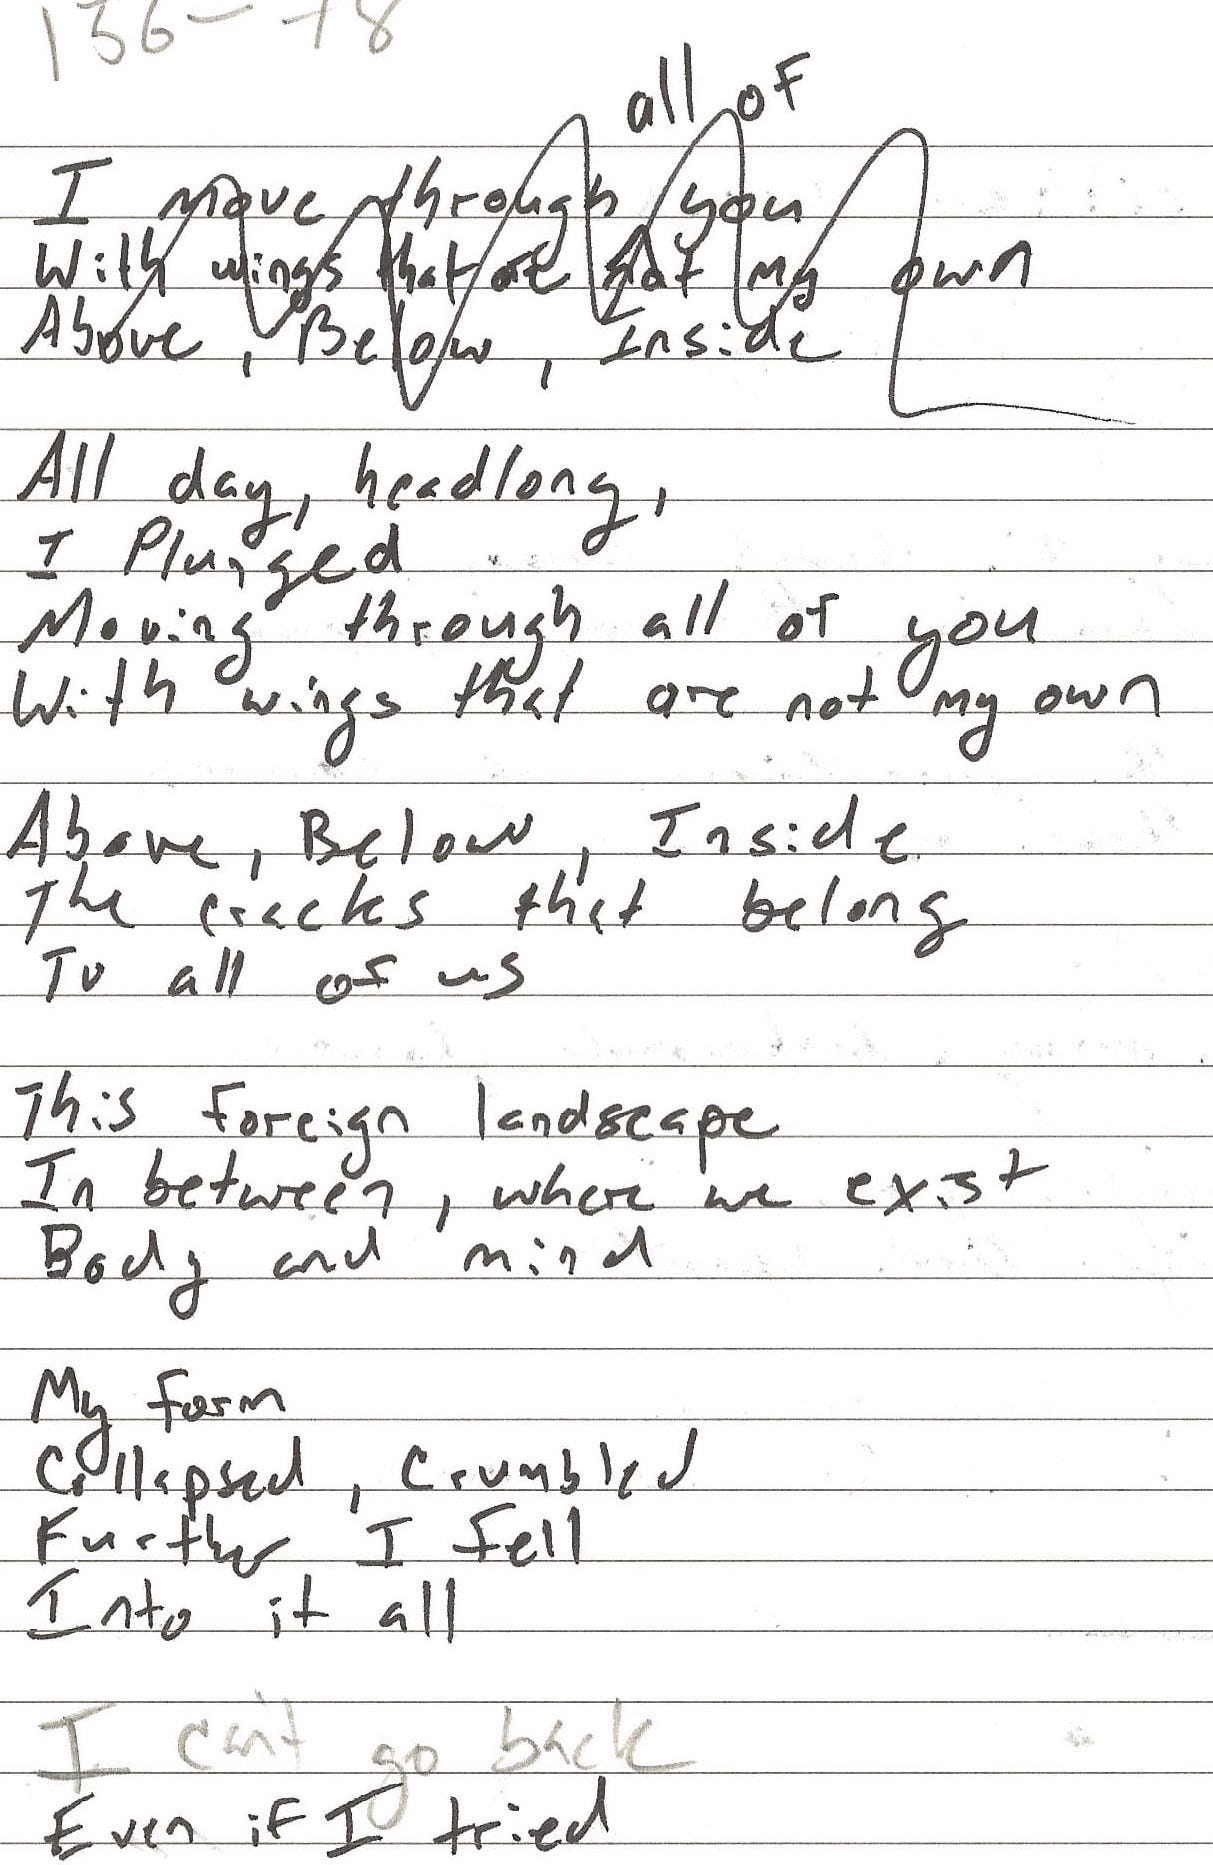 all of
I move through you
With wings that are not my own
Above, Below, Inside
All day, headlong,
I Plunged
Moving through all of you
With wings that are not my own
Above, Below, Inside
The cracks that belong
To all of us
This foreign landscape
In between, where we exist
Body and mind
My form
Collapsed, Crumbled
Further I fell
Into it all
I can't go back
Even if I tried